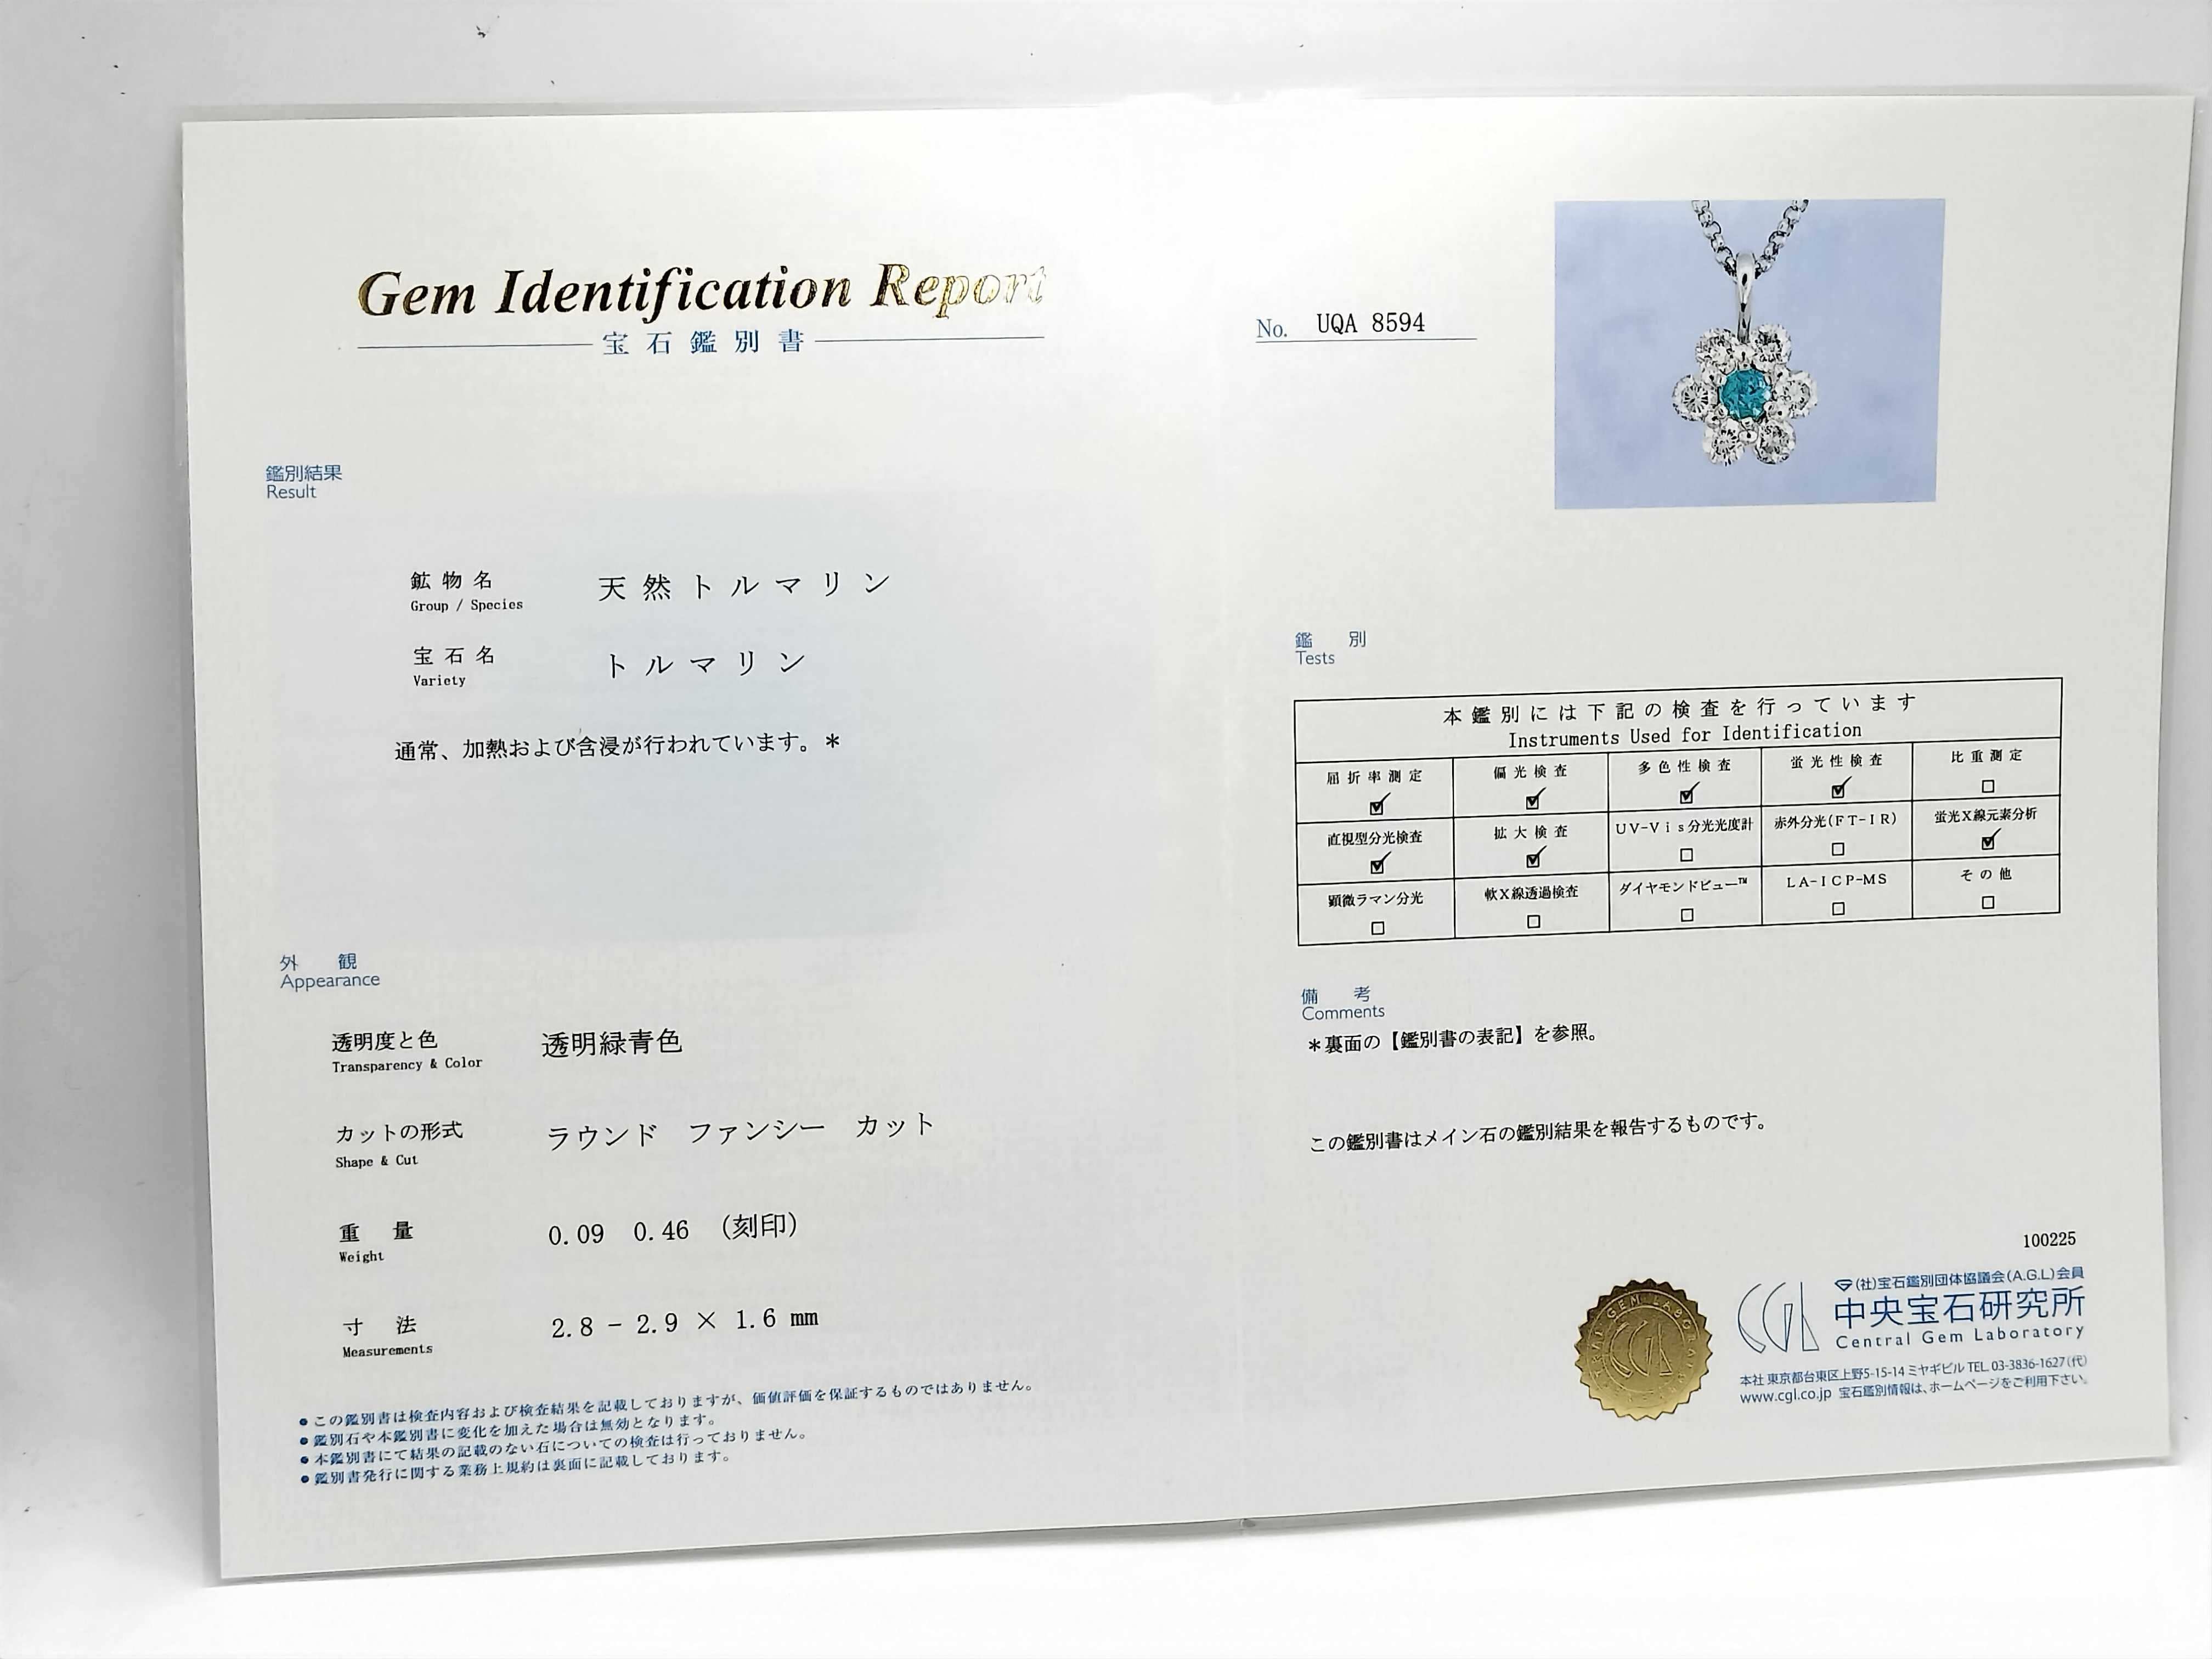 Gem Identification Report
宝石鑑別書
鑑別結果
Result
鉱物名 天然トルマリン
Group / Species
宝石名 トルマリン
Variety
通常、加熱および含浸が行われています。＊
外 観
Appearance
透明度と色 透明緑青色
Transparency & Color
カットの形式 ラウンド ファンシー カット
Shape & Cut
重 量 0.09 0.46 （刻印）
Weight
寸 法 2.8 - 2.9 × 1.6 mm
Measurements
●この鑑別書は検査内容および検査結果を記載しておりますが、価値評価を保証するものではありません。
●鑑別石や本鑑別書に変化を加えた場合は無効となります。
●本鑑別書にて結果の記載のない石についての検査は行っておりません。
●鑑別書発行に関する業務上規約は裏面に記載しております。
No. UQA 8594
鑑 別
Tests
本鑑別には下記の検査を行っています
Instruments Used for Identification
屈折率測定 偏光検査 多色性検査 蛍光性検査 比重測定
直視型分光検査 拡大検査 UV-Vis分光光度計 赤外分光(FT-IR) 蛍光X線元素分析
顕微ラマン分光 軟X線透過検査 ダイヤモンドビュー™ LA-ICP-MS その他
備 考
Comments
＊裏面の【鑑別書の表記】を参照。
この鑑別書はメイン石の鑑別結果を報告するものです。
100225
(社)宝石鑑別団体協議会(A.G.L)会員
CGL
中央宝石研究所
Central Gem Laboratory
本社 東京都台東区上野5-15-14 ミヤギビル TEL. 03-3836-1627(代)
www.cgl.co.jp 宝石鑑別情報は、ホームページをご利用下さい。